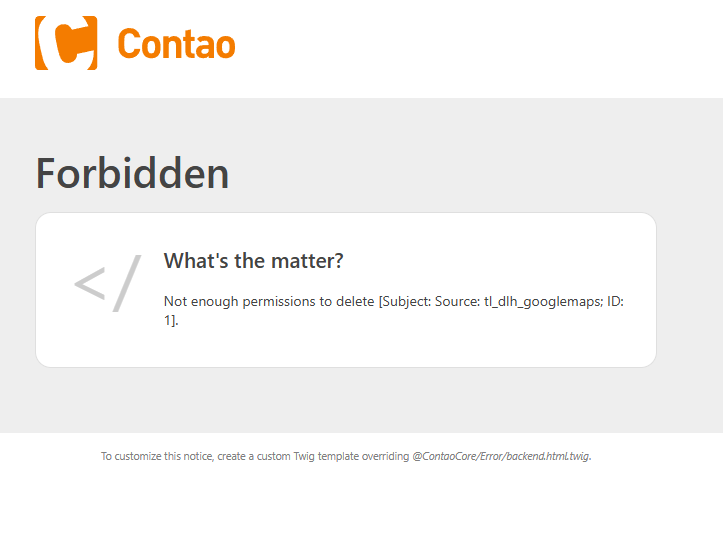 Contao
Forbidden
</
What's the matter?
Not enough permissions to delete [Subject: Source: tl_dlh_googlemaps; ID:
1].
To customize this notice, create a custom Twig template overriding @ContaoCore/Error/backend.html.twig.